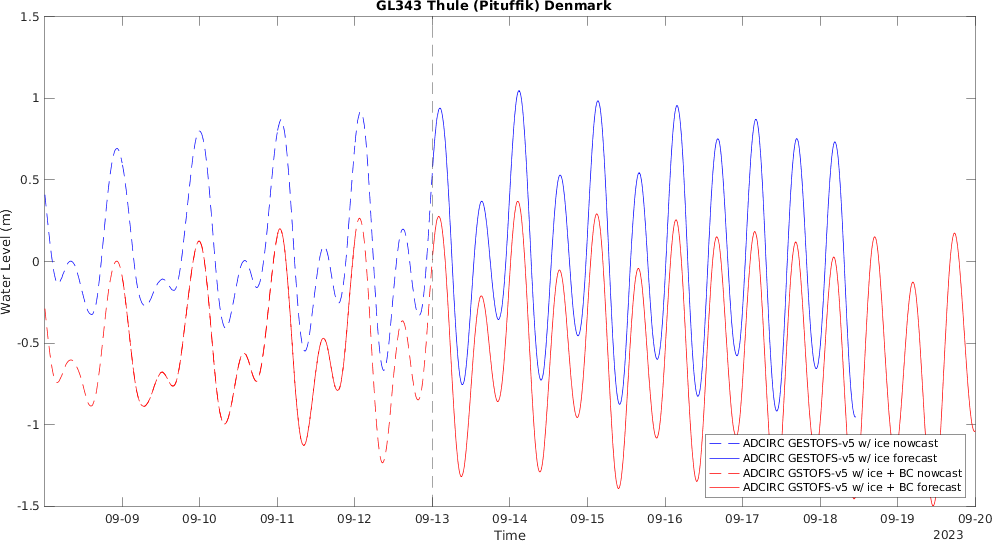 GL343 Thule (Pituffik) Denmark
1.5
1
0.5
0
-0.5
-1
-1.5
Water Level (m)
ADCIRC GESTOFS-v5 w/ ice nowcast
ADCIRC GESTOFS-v5 w/ ice forecast
ADCIRC GSTOFS-v5 w/ ice + BC nowcast
ADCIRC GSTOFS-v5 w/ ice + BC forecast
09-09 09-10 09-11 09-12 09-13 09-14 09-15 09-16 09-17 09-18 09-19 09-20
Time
2023